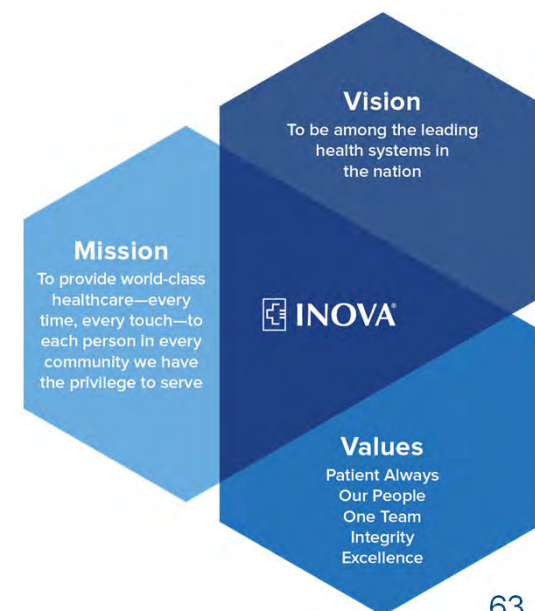 Vision
To be among the leading
health systems in
the nation
Mission
To provide world-class
healthcare—every
time, every touch—to
each person in every
community we have
the privilege to serve
INOVA®
Values
Patient Always
Our People
One Team
Integrity
Excellence
63